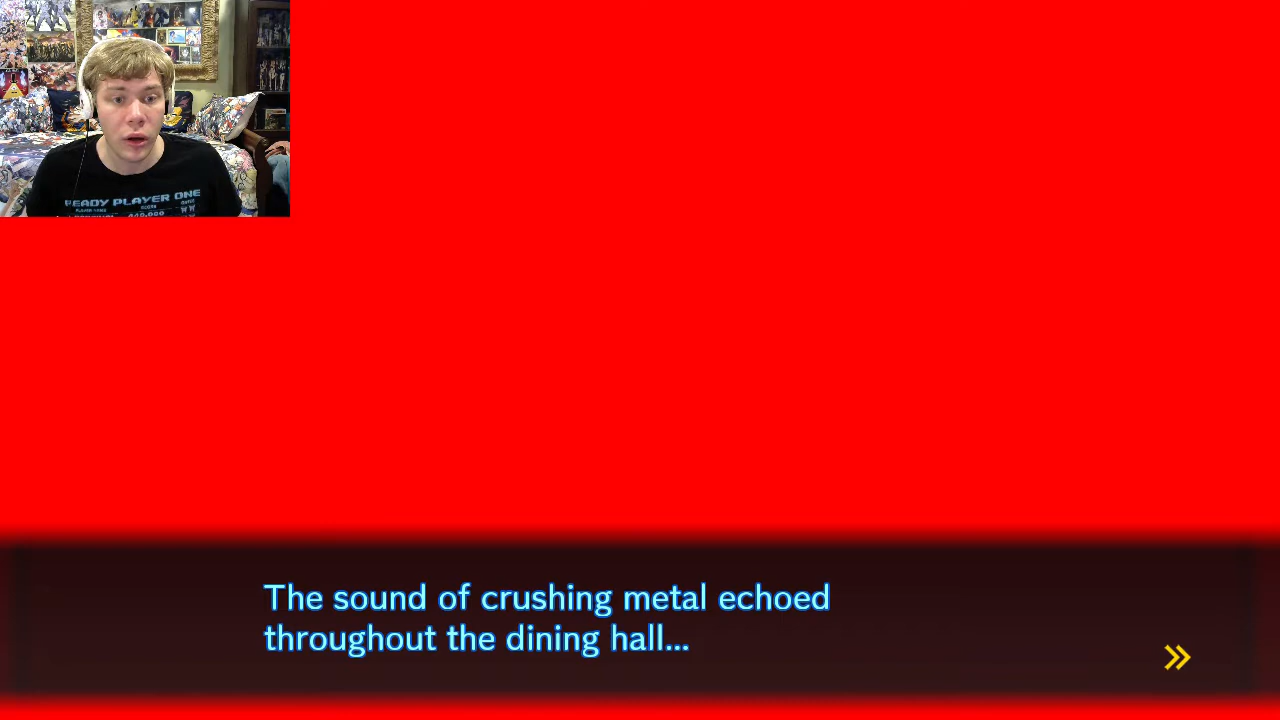 READY PLAYER ONE
The sound of crushing metal echoed
throughout the dining hall...